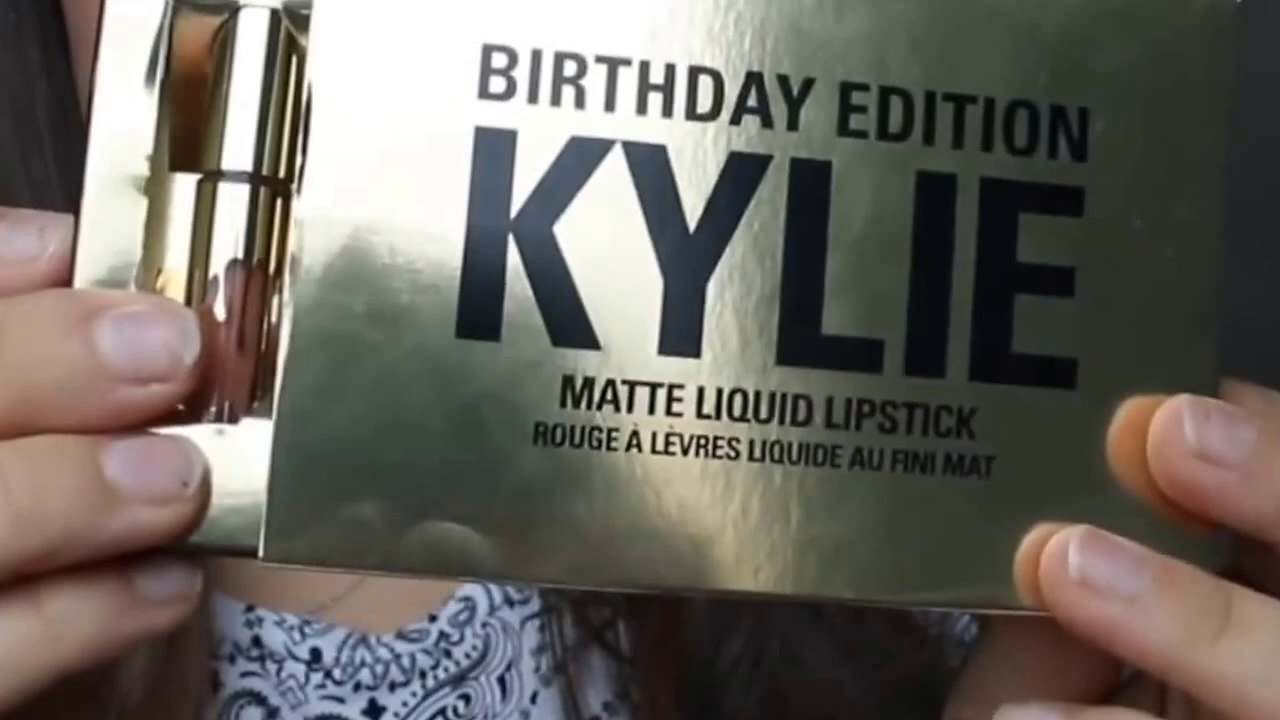 BIRTHDAY EDITION
KYLIE
MATTE LIQUID LIPSTICK
ROUGE À LÈVRES LIQUIDE AU FINI MAT